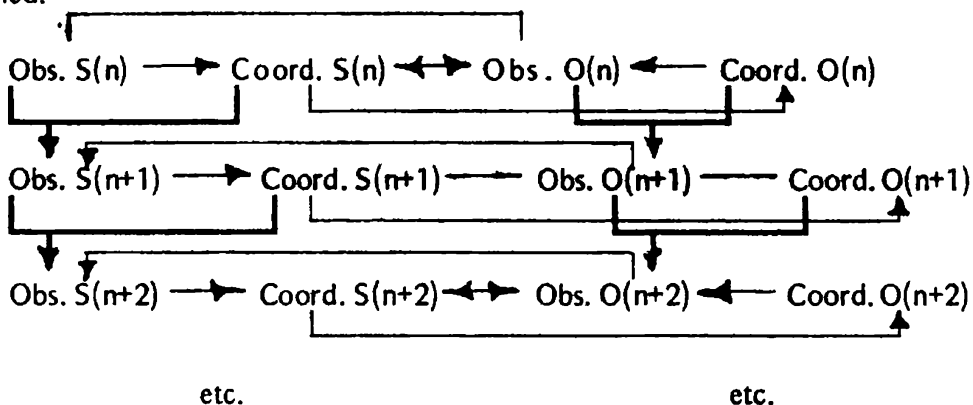 Obs. S(n) Coord. S(n) Obs. O(n) Coord. O(n)
Obs. S(n+1) Coord. S(n+1) Obs. O(n+1) Coord. O(n+1)
Obs. S(n+2) Coord. S(n+2) Obs. O(n+2) Coord. O(n+2)
etc. etc.